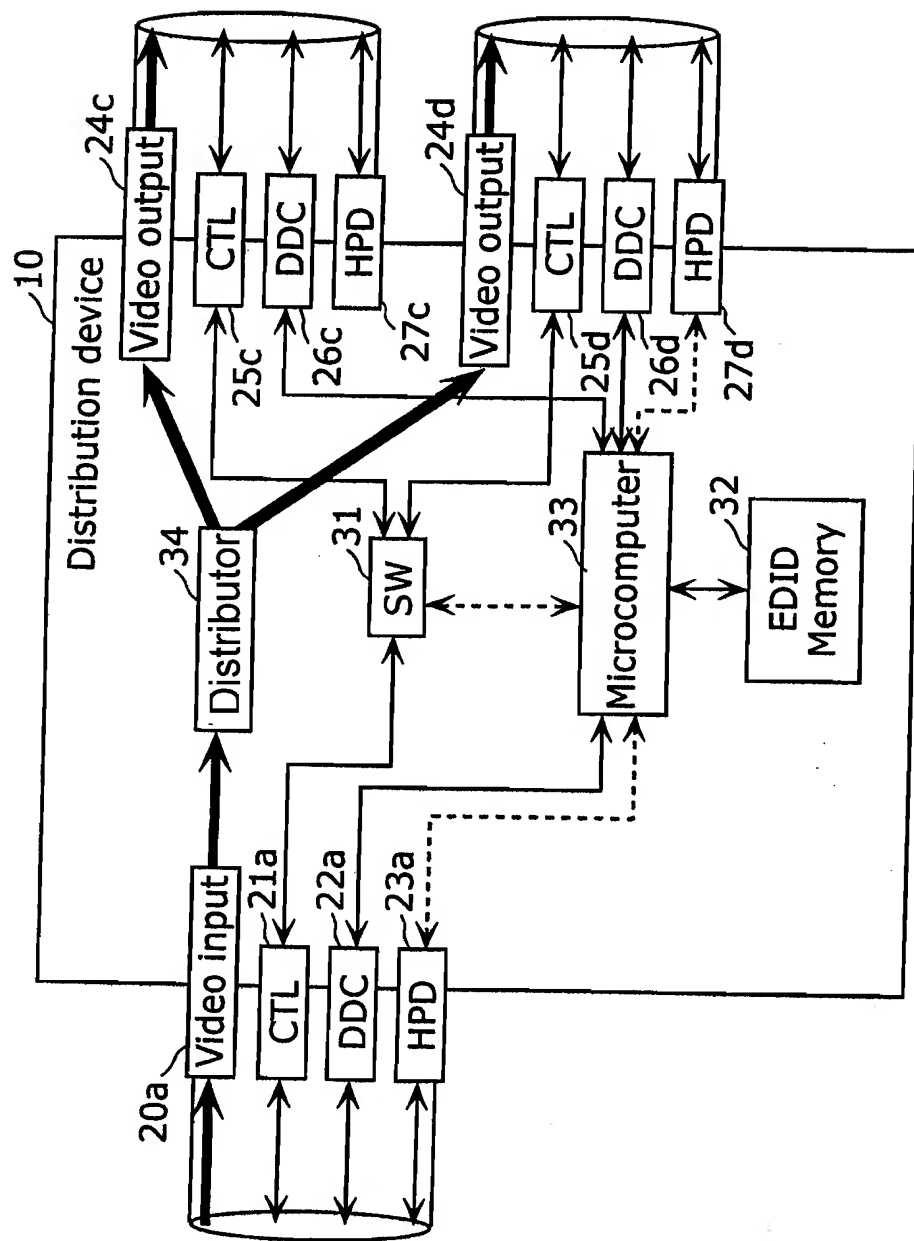 10
Distribution device
20a
Video input
21a
CTL
22a
DDC
23a
HPD
34
Distributor
31
SW
33
Microcomputer
32
EDID
Memory
24c
Video output
CTL
25c
DDC
26c
HPD
27c
24d
Video output
CTL
25d
DDC
26d
HPD
27d